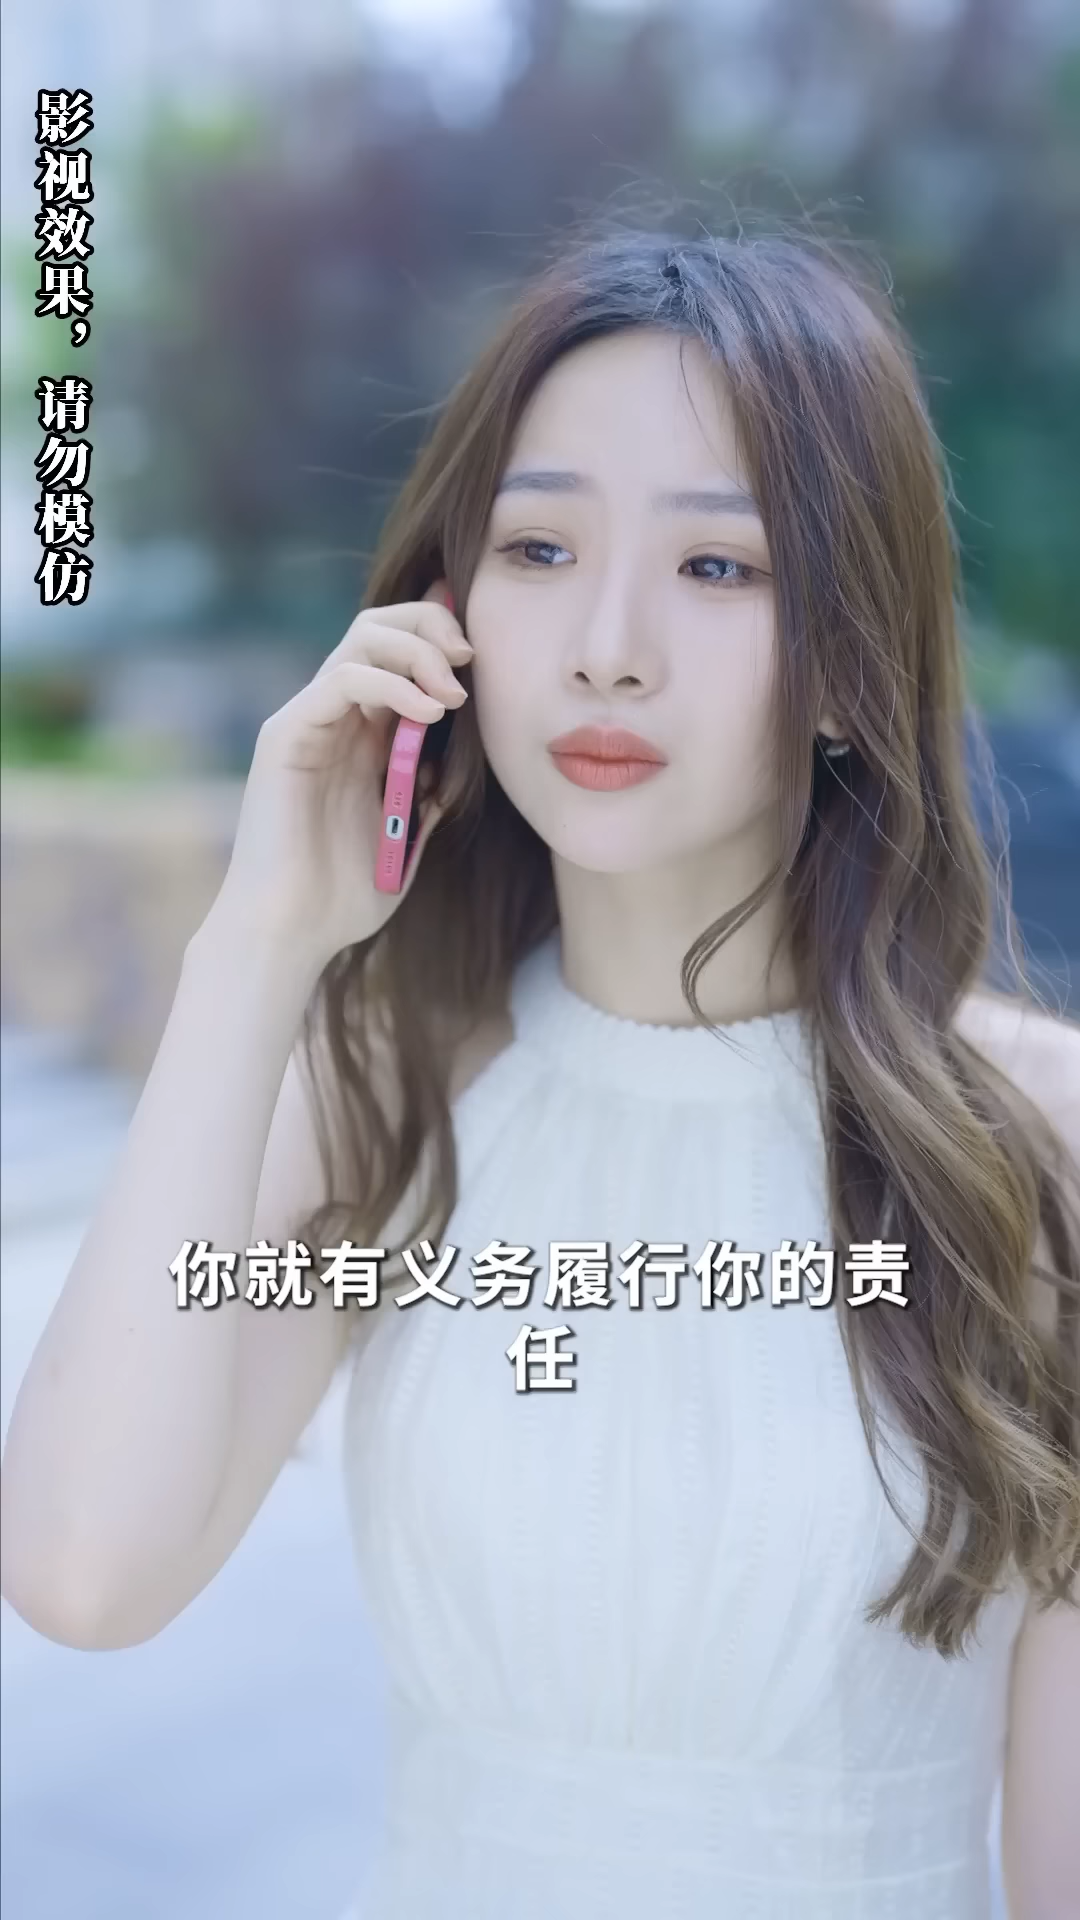 影视效果，请勿模仿
你就有义务履行你的责
任